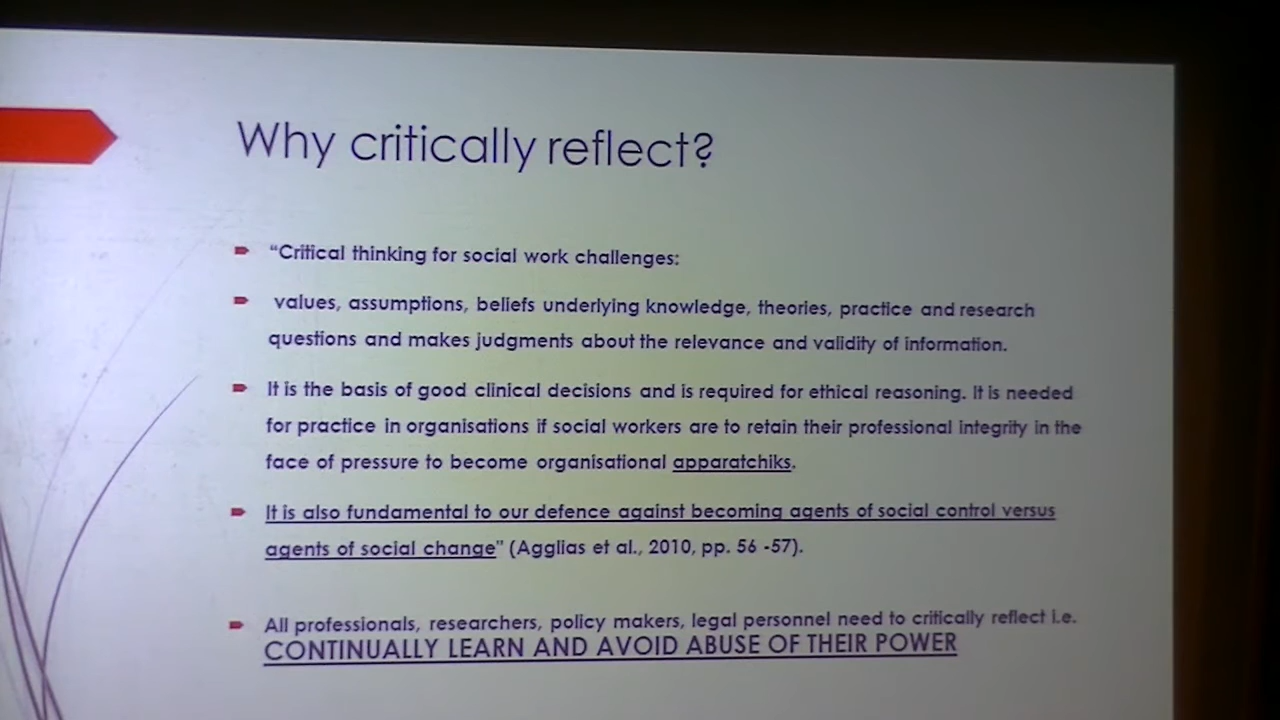 Why critically reflect?
“Critical thinking for social work challenges:
values, assumptions, beliefs underlying knowledge, theories, practice and research
questions and makes judgments about the relevance and validity of information.
It is the basis of good clinical decisions and is required for ethical reasoning. It is needed
for practice in organisations if social workers are to retain their professional integrity in the
face of pressure to become organisational apparatchiks.
It is also fundamental to our defence against becoming agents of social control versus
agents of social change” (Agglias et al., 2010, pp. 56 -57).
All professionals, researchers, policy makers, legal personnel need to critically reflect i.e.
CONTINUALLY LEARN AND AVOID ABUSE OF THEIR POWER